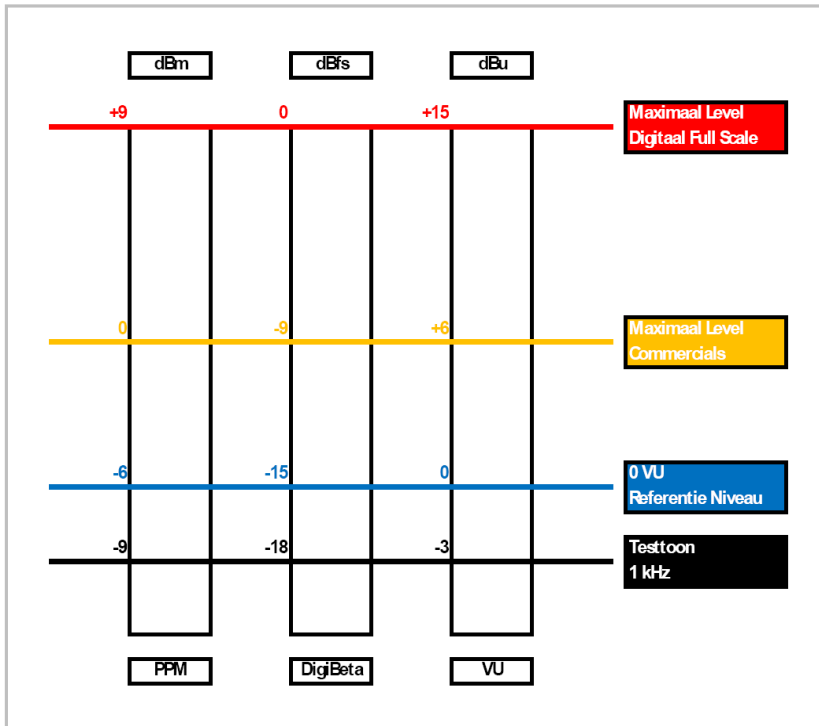 dBm dBfs dBu
+9 0 +15
Maximaal Level
Digitaal Full Scale
0 -9 +6
Maximaal Level
Commercials
-6 -15 0
0 VU
Referentie Niveau
-9 -18 -3
Testtoon
1 kHz
PPM DigiBeta VU